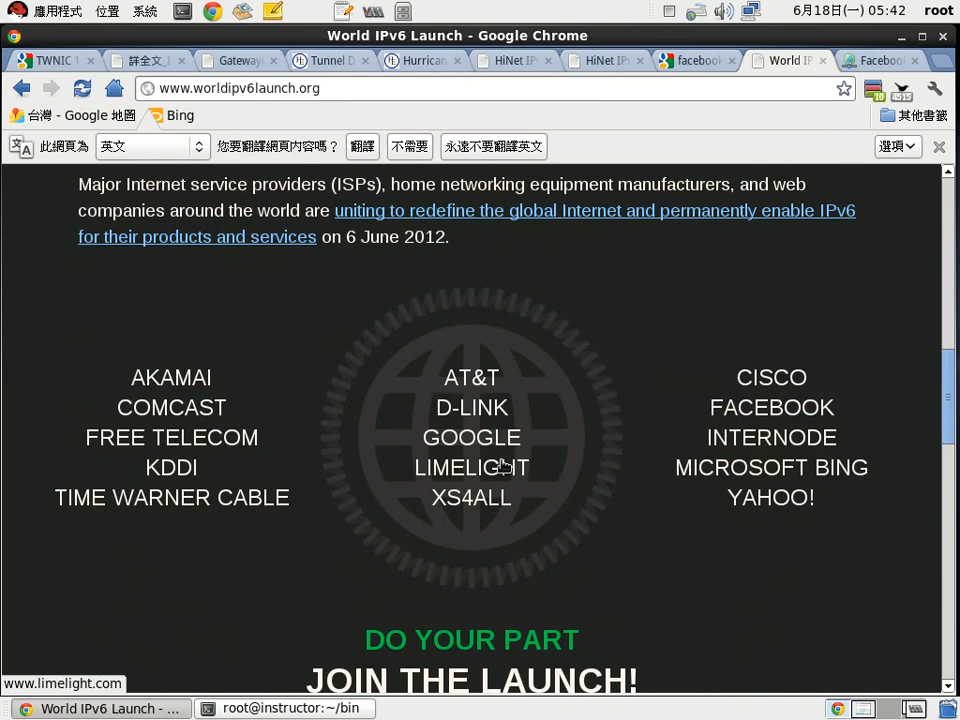 應用程式 位置 系統 6月18日(一) 05:42 root
World IPv6 Launch - Google Chrome
TWNIC 詳全文_ Gateway Tunnel D Hurrican HiNet IP HiNet IP facebook World IP Faceboo
www.worldipv6launch.org
台灣 - Google 地圖 Bing 其他書籤
此網頁為 英文 您要翻譯網頁內容嗎？ 翻譯 不需要 永遠不要翻譯英文 選項
Major Internet service providers (ISPs), home networking equipment manufacturers, and web
companies around the world are uniting to redefine the global Internet and permanently enable IPv6
for their products and services on 6 June 2012.
AKAMAI AT&T CISCO
COMCAST D-LINK FACEBOOK
FREE TELECOM GOOGLE INTERNODE
KDDI LIMELIGHT MICROSOFT BING
TIME WARNER CABLE XS4ALL YAHOO!
DO YOUR PART
JOIN THE LAUNCH!
www.limelight.com
World IPv6 Launch - ... root@instructor:~/bin